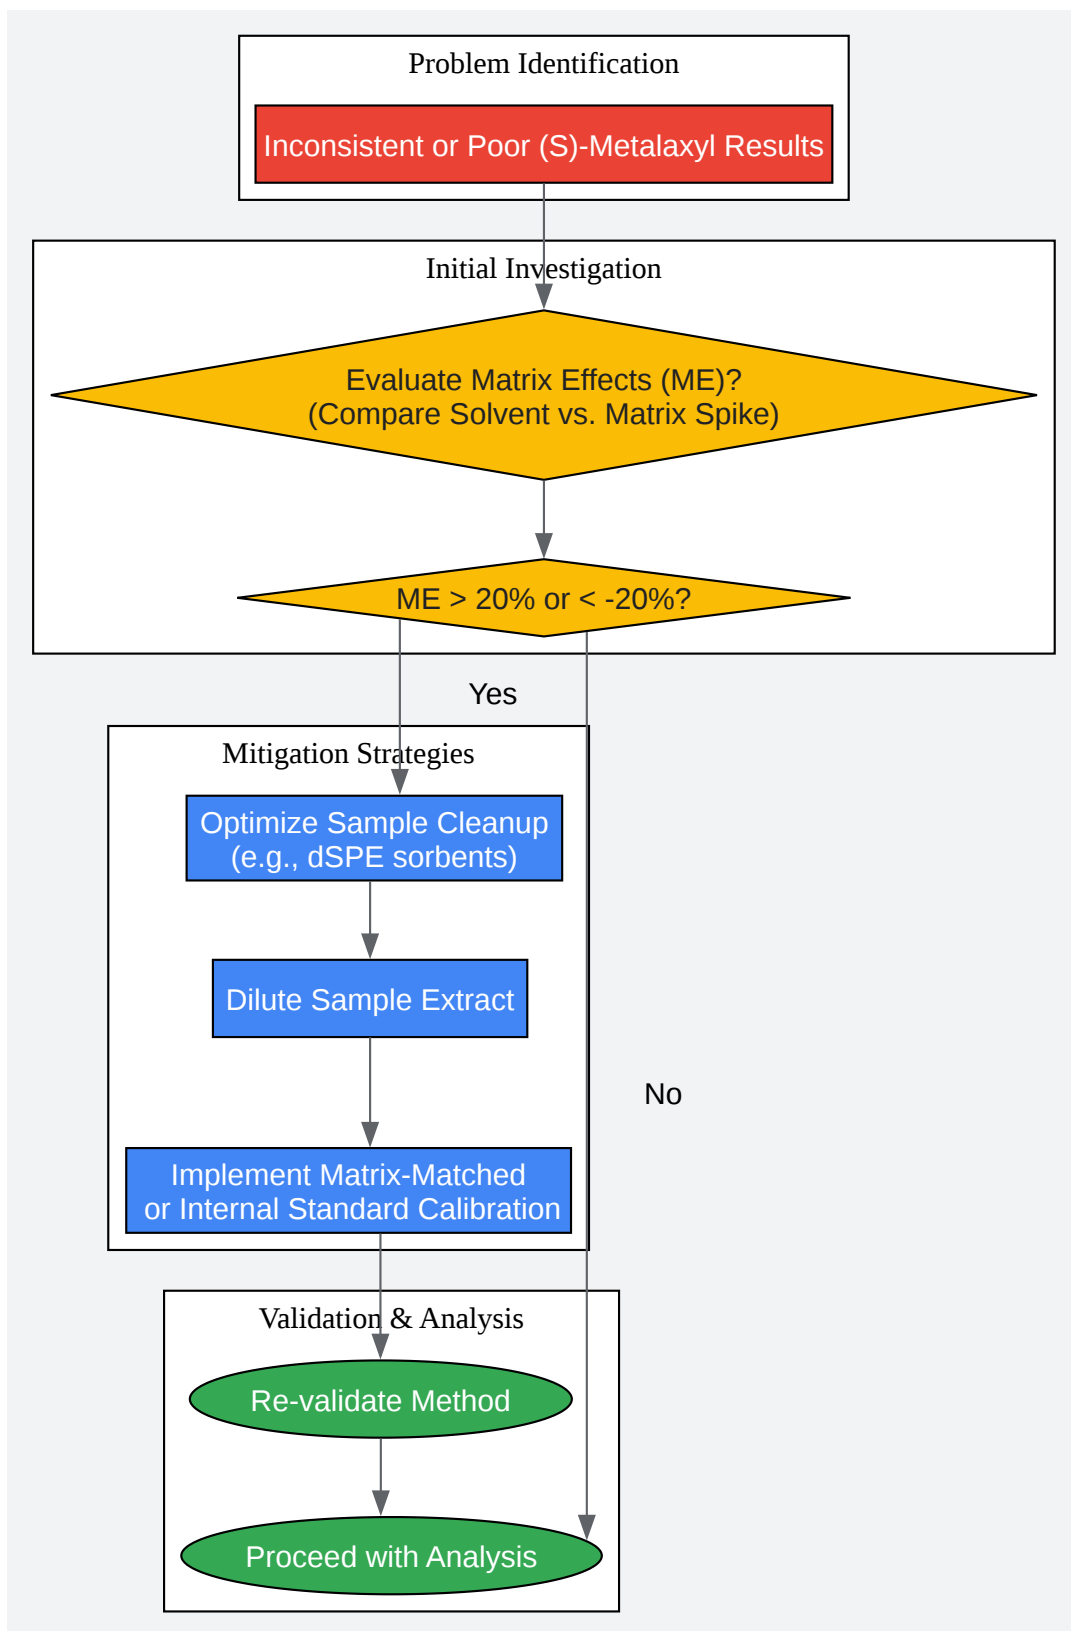 Problem Identification
Inconsistent or Poor (S)-Metalaxyl Results
Initial Investigation
Evaluate Matrix Effects (ME)?
(Compare Solvent vs. Matrix Spike)
ME > 20% or < -20%?
Yes
Mitigation Strategies
Optimize Sample Cleanup
(e.g., dSPE sorbents)
Dilute Sample Extract
No
Implement Matrix-Matched
or Internal Standard Calibration
Validation & Analysis
Re-validate Method
Proceed with Analysis